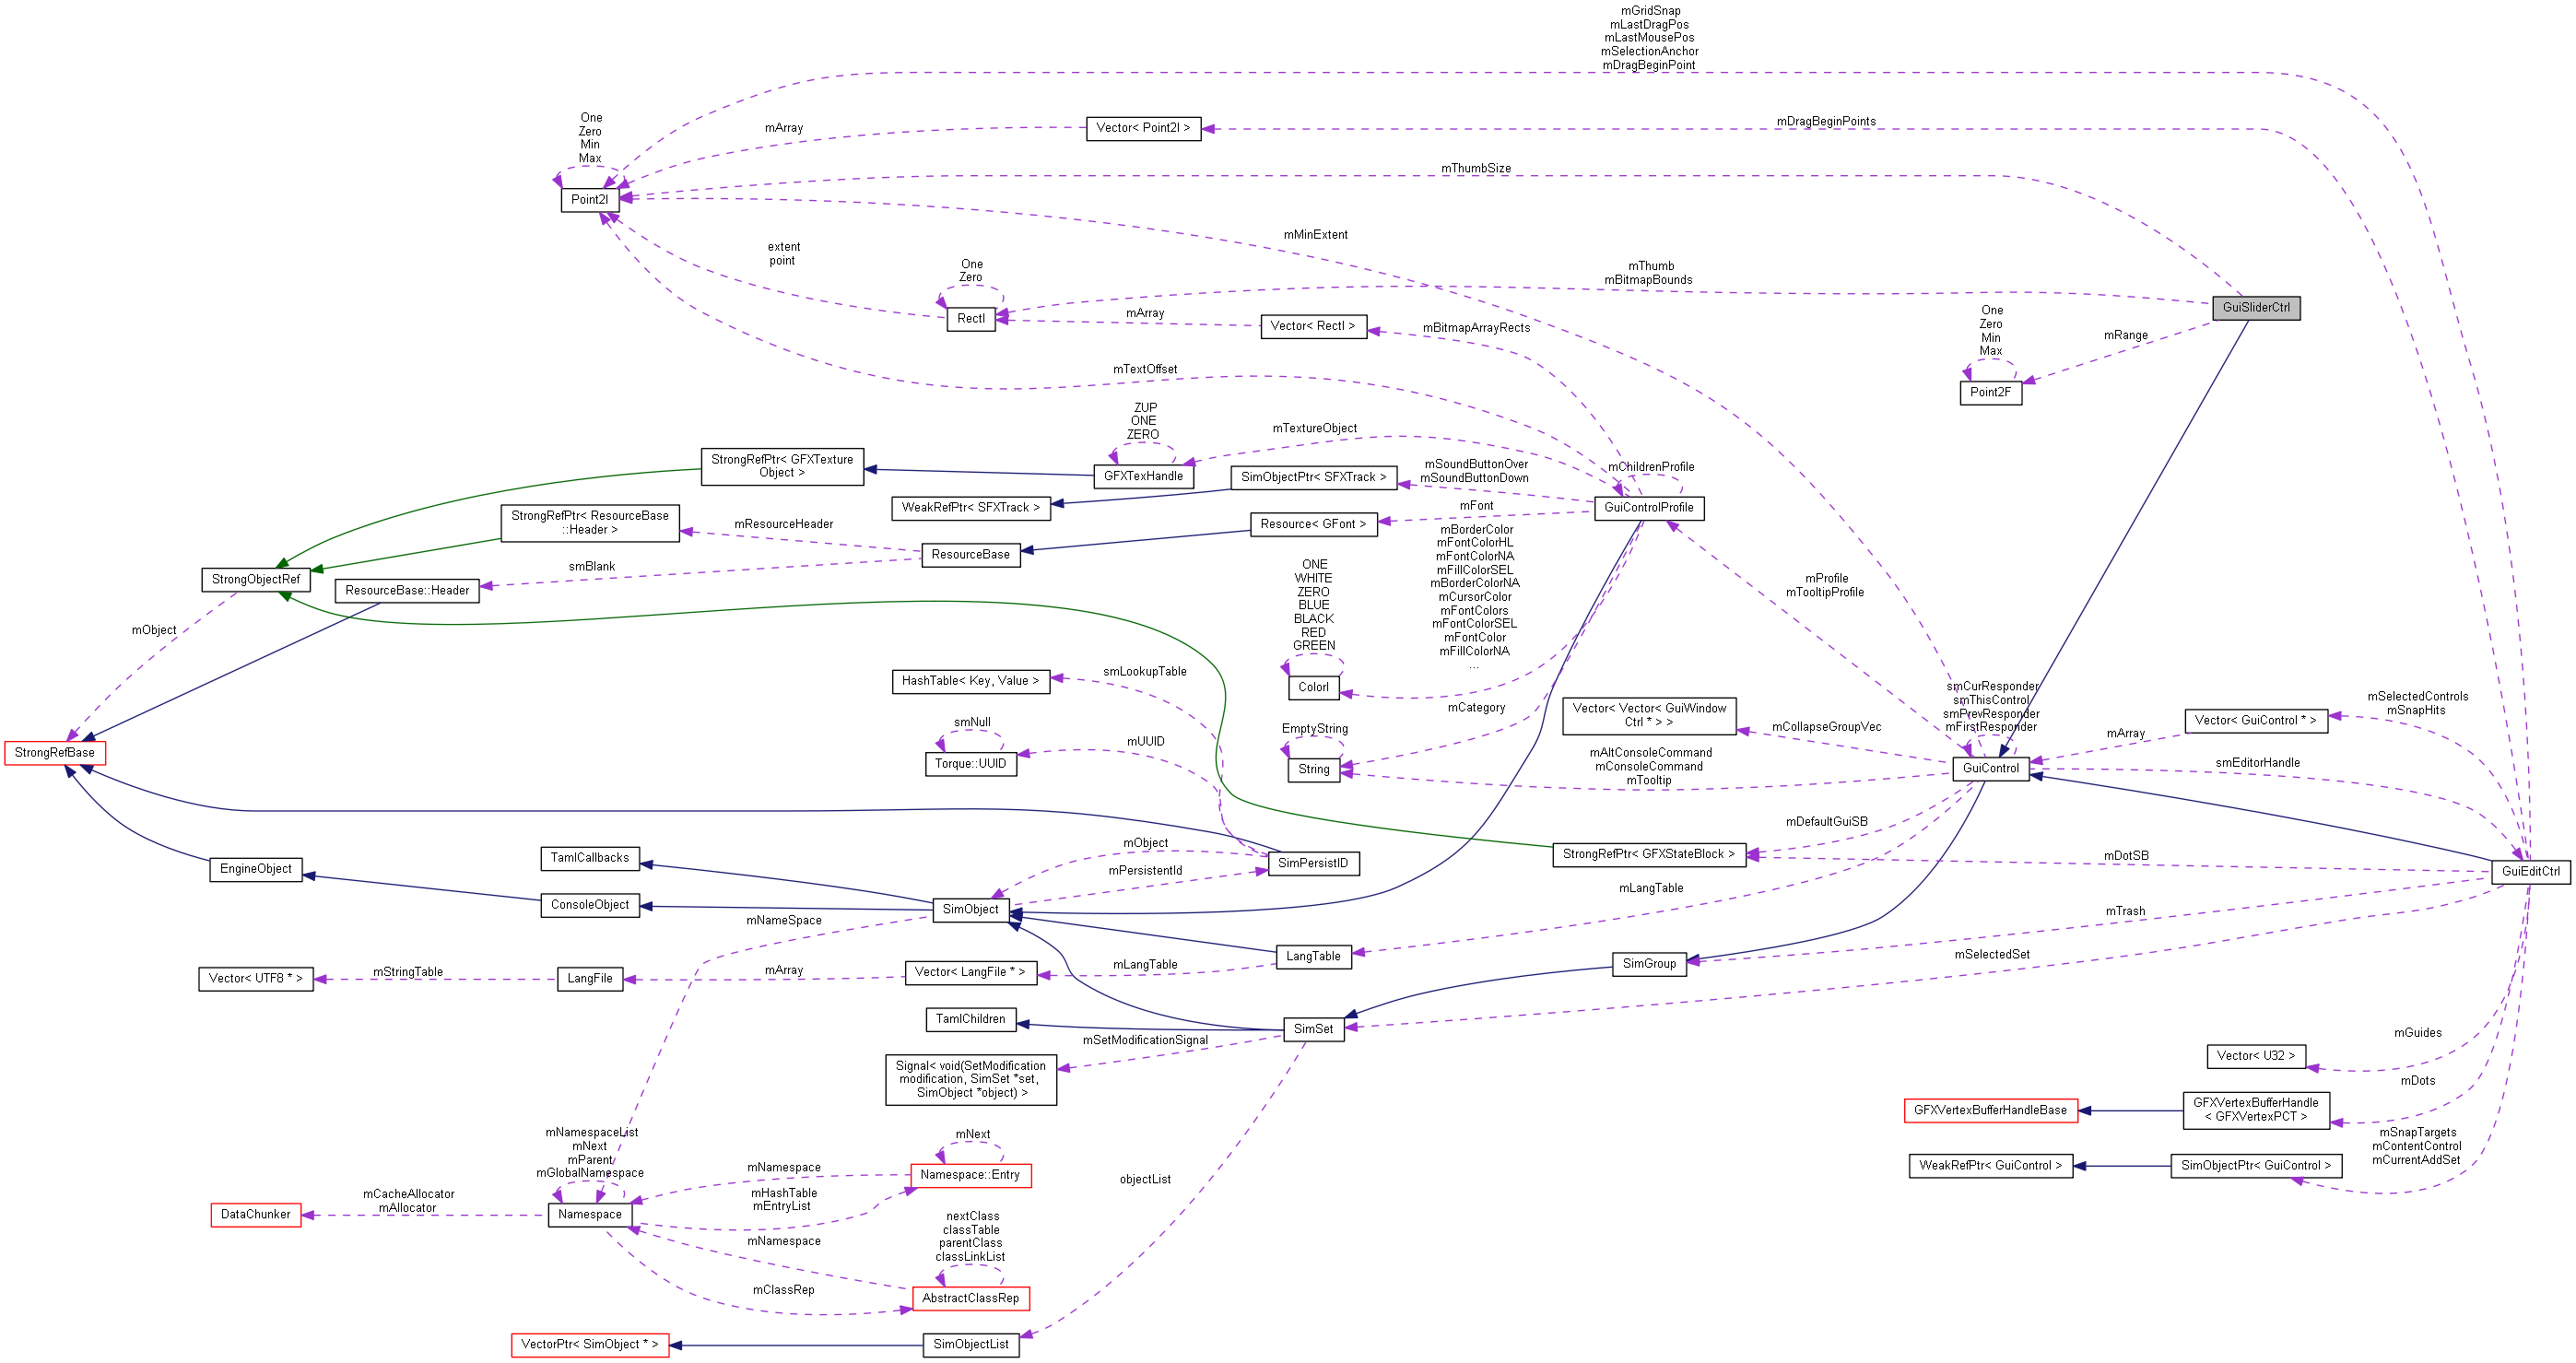 mGridSnap
mLastDragPos
mLastMousePos
mSelectionAnchor
mDragBeginPoint
One
Zero
Min
Max
mArray
Vector< Point2I >
mDragBeginPoints
mThumbSize
Point2I
mMinExtent
extent
point
One
Zero
mThumb
mBitmapBounds
RectI
mArray
Vector< RectI >
mBitmapArrayRects
GuiSliderCtrl
One
Zero
Min
Max
mRange
Point2F
mTextOffset
ZUP
ONE
ZERO
mTextureObject
StrongRefPtr< GFXTexture
Object >
GFXTexHandle
SimObjectPtr< SFXTrack >
mSoundButtonOver
mSoundButtonDown
mChildrenProfile
GuiControlProfile
WeakRefPtr< SFXTrack >
StrongRefPtr< ResourceBase
::Header >
mResourceHeader
Resource< GFont >
mFont
ResourceBase
smBlank
StrongObjectRef
ResourceBase::Header
mBorderColor
mFontColorHL
mFontColorNA
mFillColorSEL
mBorderColorNA
mCursorColor
mFontColors
mFontColorSEL
mFontColor
mFillColorNA
...
ONE
WHITE
ZERO
BLUE
BLACK
RED
GREEN
ColorI
mProfile
mTooltipProfile
mObject
HashTable< Key, Value >
smLookupTable
smNull
Torque::UUID
mUUID
mCategory
EmptyString
String
Vector< Vector< GuiWindow
Ctrl * > >
mCollapseGroupVec
mAltConsoleCommand
mConsoleCommand
mTooltip
smCurResponder
smThisControl
smPrevResponder
mFirstResponder
GuiControl
mArray
Vector< GuiControl * >
mSelectedControls
mSnapHits
smEditorHandle
StrongRefBase
EngineObject
TamlCallbacks
ConsoleObject
mObject
mPersistentId
SimPersistID
SimObject
mDefaultGuiSB
StrongRefPtr< GFXStateBlock >
mDotSB
GuiEditCtrl
mLangTable
mTrash
mSelectedSet
mNameSpace
LangTable
SimGroup
Vector< UTF8 * >
mStringTable
LangFile
mArray
Vector< LangFile * >
mLangTable
TamlChildren
SimSet
mSetModificationSignal
Signal< void(SetModification
modification, SimSet *set,
SimObject *object) >
mGuides
Vector< U32 >
mDots
GFXVertexBufferHandleBase
GFXVertexBufferHandle
< GFXVertexPCT >
mSnapTargets
mContentControl
mCurrentAddSet
WeakRefPtr< GuiControl >
SimObjectPtr< GuiControl >
mNamespaceList
mNext
mParent
mGlobalNamespace
mNext
mNamespace
Namespace::Entry
mHashTable
mEntryList
objectList
mCacheAllocator
mAllocator
DataChunker
Namespace
mNamespace
nextClass
classTable
parentClass
classLinkList
mClassRep
AbstractClassRep
VectorPtr< SimObject * >
SimObjectList